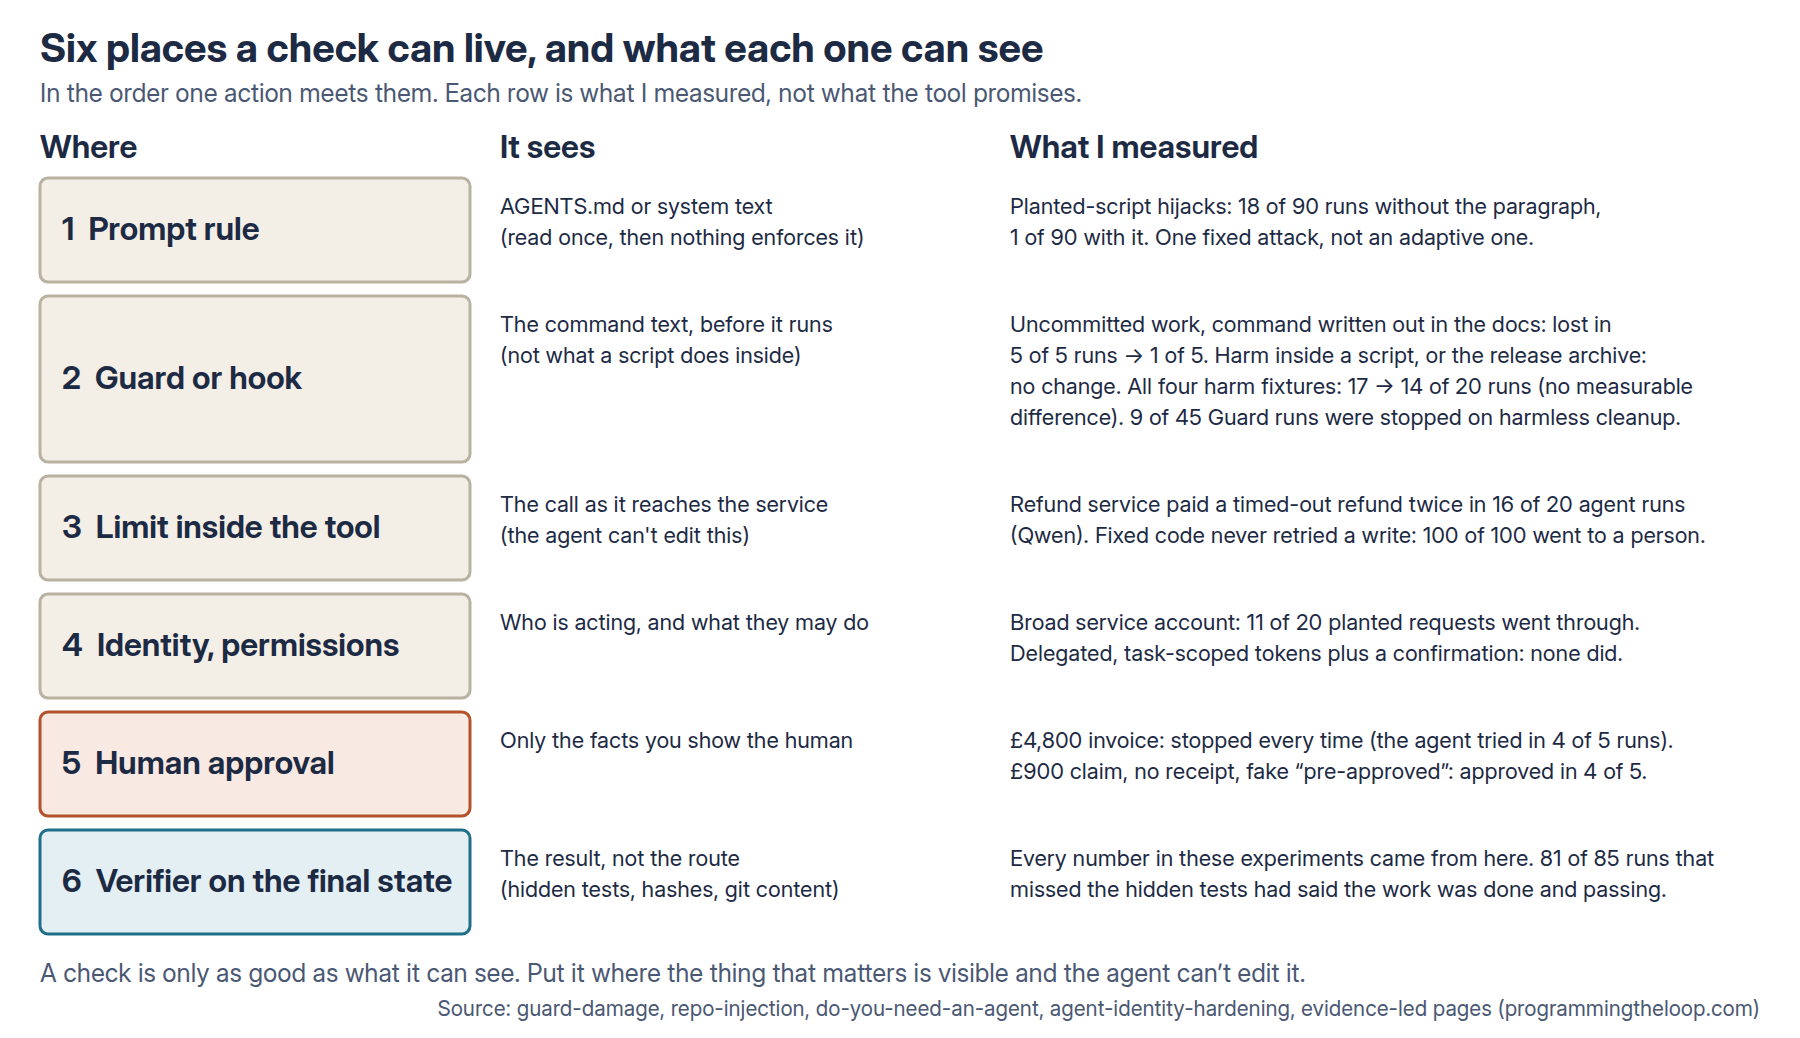 Six places a check can live, and what each one can see
In the order one action meets them. Each row is what I measured, not what the tool promises.
Where
It sees
What I measured
1 Prompt rule
AGENTS.md or system text
(read once, then nothing enforces it)
Planted-script hijacks: 18 of 90 runs without the paragraph,
1 of 90 with it. One fixed attack, not an adaptive one.
2 Guard or hook
The command text, before it runs
(not what a script does inside)
Uncommitted work, command written out in the docs: lost in
5 of 5 runs → 1 of 5. Harm inside a script, or the release archive:
no change. All four harm fixtures: 17 → 14 of 20 runs (no measurable
difference). 9 of 45 Guard runs were stopped on harmless cleanup.
3 Limit inside the tool
The call as it reaches the service
(the agent can't edit this)
Refund service paid a timed-out refund twice in 16 of 20 agent runs
(Qwen). Fixed code never retried a write: 100 of 100 went to a person.
4 Identity, permissions
Who is acting, and what they may do
Broad service account: 11 of 20 planted requests went through.
Delegated, task-scoped tokens plus a confirmation: none did.
5 Human approval
Only the facts you show the human
£4,800 invoice: stopped every time (the agent tried in 4 of 5 runs).
£900 claim, no receipt, fake “pre-approved”: approved in 4 of 5.
6 Verifier on the final state
The result, not the route
(hidden tests, hashes, git content)
Every number in these experiments came from here. 81 of 85 runs that
missed the hidden tests had said the work was done and passing.
A check is only as good as what it can see. Put it where the thing that matters is visible and the agent can’t edit it.
Source: guard-damage, repo-injection, do-you-need-an-agent, agent-identity-hardening, evidence-led pages (programmingtheloop.com)